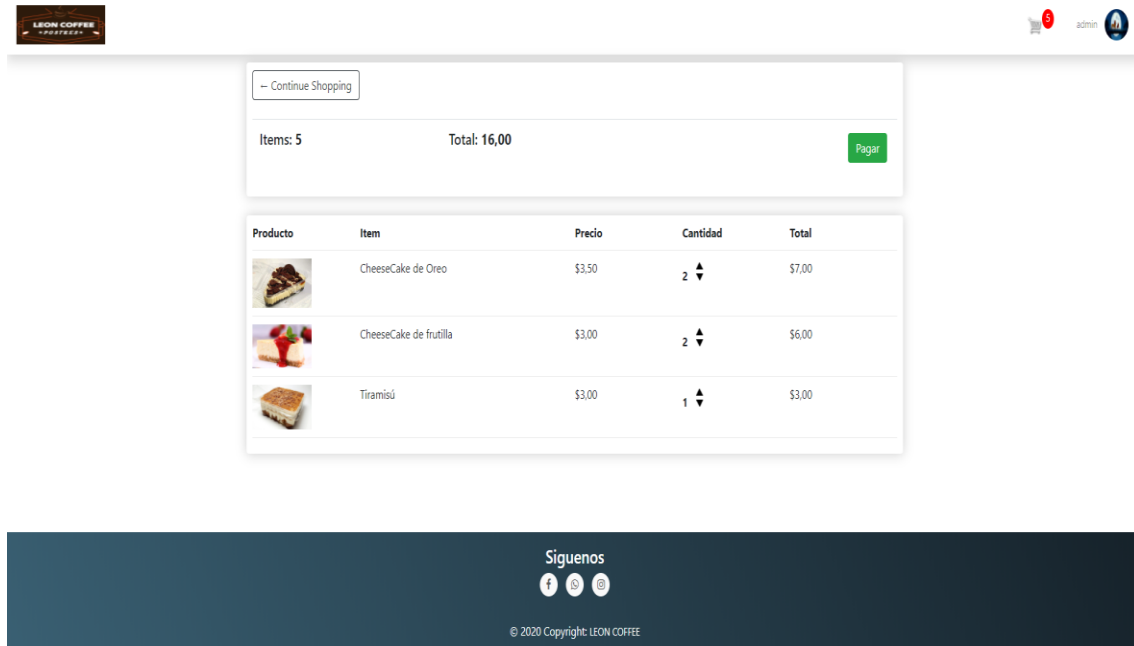 LEON COFFEE
POSTRES
5
admin
← Continue Shopping
Items: 5 Total: 16,00 Pagar
Producto Item Precio Cantidad Total
CheeseCake de Oreo $3,50 2 $7,00
CheeseCake de frutilla $3,00 2 $6,00
Tiramisú $3,00 1 $3,00
Siguenos
© 2020 Copyright: LEON COFFEE